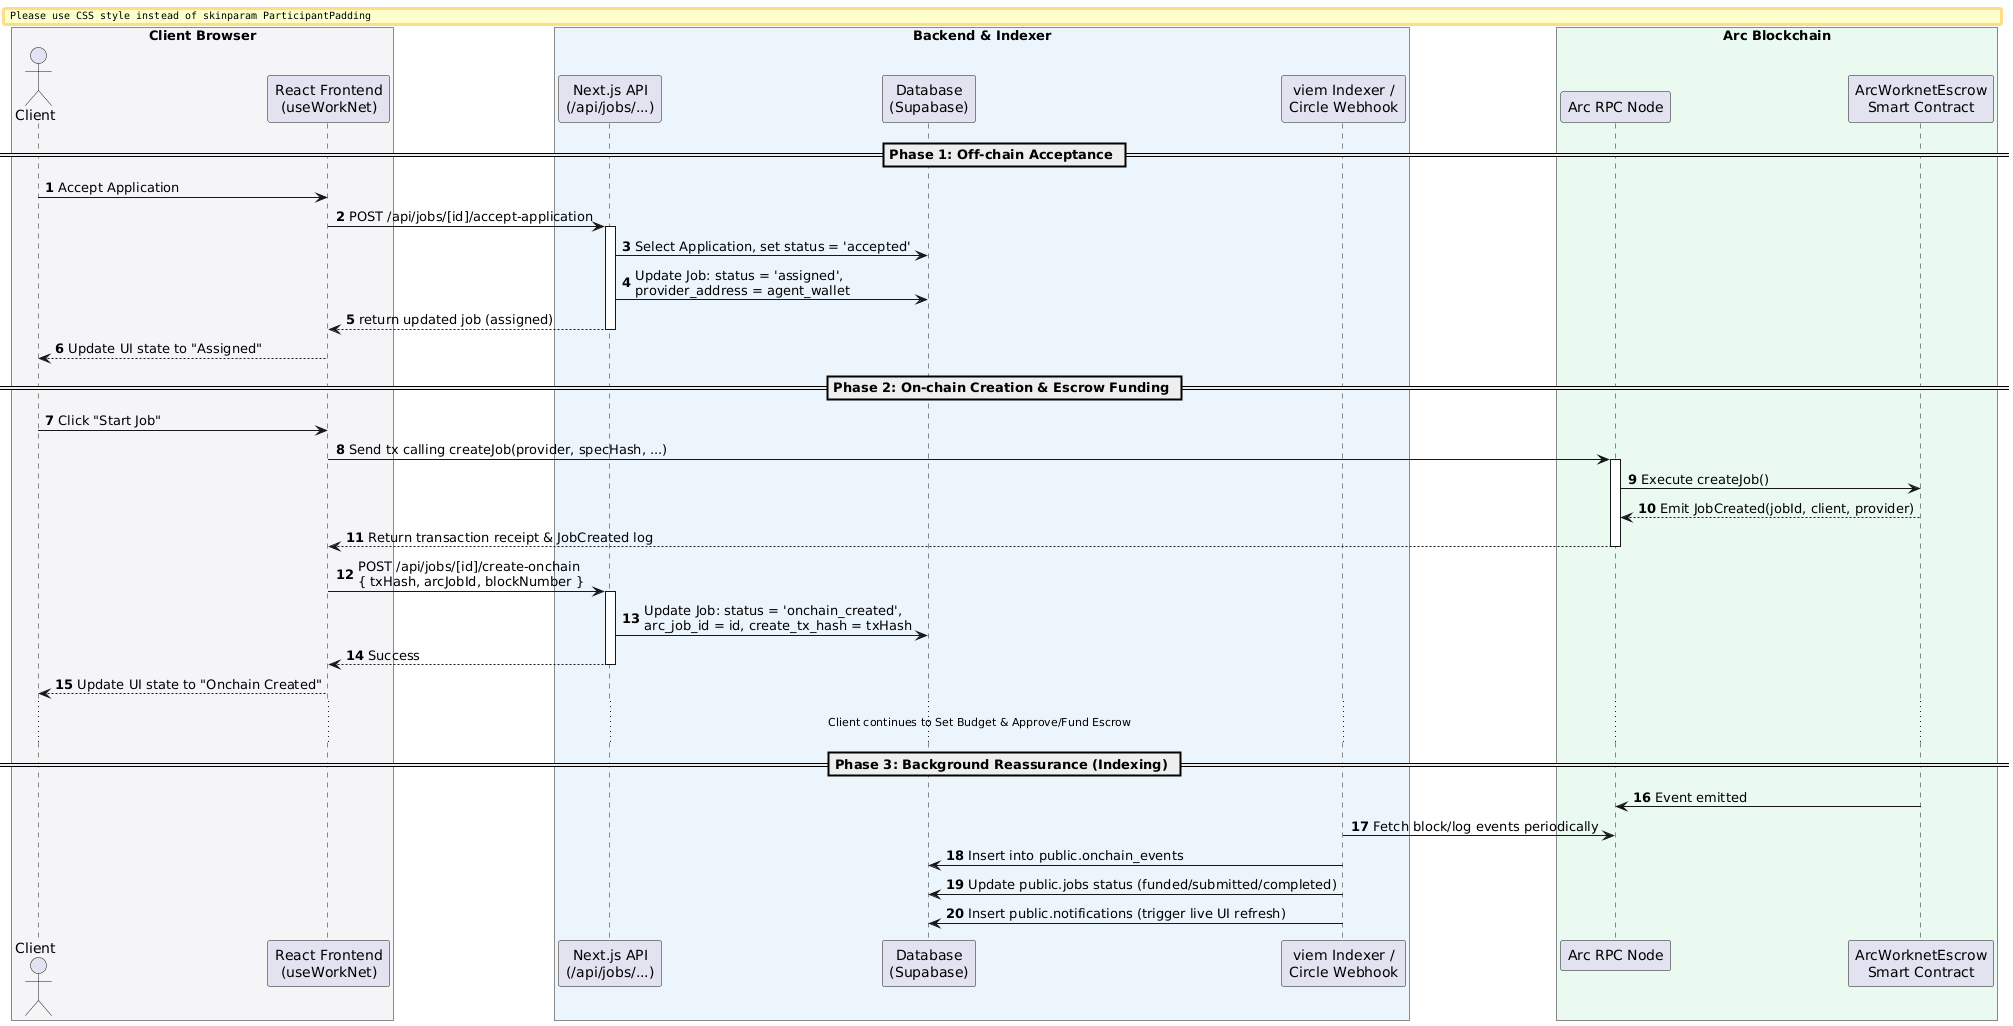 Please use CSS style instead of skinparam ParticipantPadding
Client Browser
Backend & Indexer
Arc Blockchain
Client
React Frontend
(useWorkNet)
Next.js API
(/api/jobs/...)
Database
(Supabase)
viem Indexer /
Circle Webhook
Arc RPC Node
ArcWorknetEscrow
Smart Contract
Phase 1: Off-chain Acceptance
1 Accept Application
2 POST /api/jobs/[id]/accept-application
3 Select Application, set status = 'accepted'
4 Update Job: status = 'assigned',
provider_address = agent_wallet
5 return updated job (assigned)
6 Update UI state to "Assigned"
Phase 2: On-chain Creation & Escrow Funding
7 Click "Start Job"
8 Send tx calling createJob(provider, specHash, ...)
9 Execute createJob()
10 Emit JobCreated(jobId, client, provider)
11 Return transaction receipt & JobCreated log
12 POST /api/jobs/[id]/create-onchain
{ txHash, arcJobId, blockNumber }
13 Update Job: status = 'onchain_created',
arc_job_id = id, create_tx_hash = txHash
14 Success
15 Update UI state to "Onchain Created"
Client continues to Set Budget & Approve/Fund Escrow
Phase 3: Background Reassurance (Indexing)
16 Event emitted
17 Fetch block/log events periodically
18 Insert into public.onchain_events
19 Update public.jobs status (funded/submitted/completed)
20 Insert public.notifications (trigger live UI refresh)
Client
React Frontend
(useWorkNet)
Next.js API
(/api/jobs/...)
Database
(Supabase)
viem Indexer /
Circle Webhook
Arc RPC Node
ArcWorknetEscrow
Smart Contract